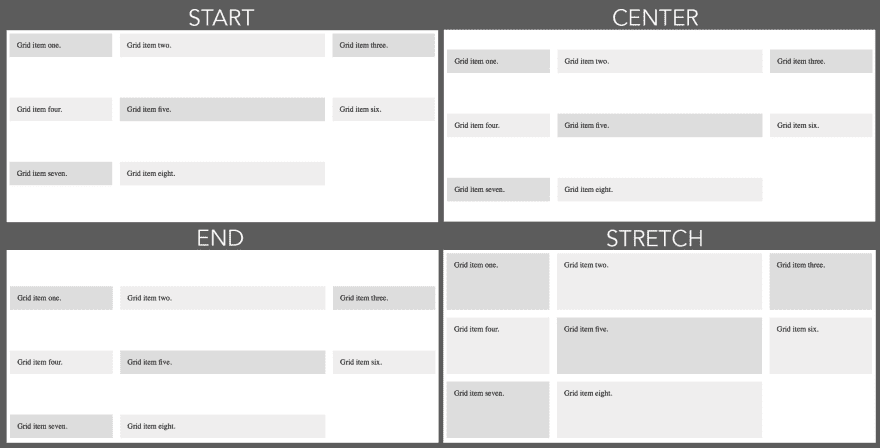 START
Grid item one. Grid item two. Grid item three.
Grid item four. Grid item five. Grid item six.
Grid item seven. Grid item eight.
CENTER
Grid item one. Grid item two. Grid item three.
Grid item four. Grid item five. Grid item six.
Grid item seven. Grid item eight.
END
Grid item one. Grid item two. Grid item three.
Grid item four. Grid item five. Grid item six.
Grid item seven. Grid item eight.
STRETCH
Grid item one. Grid item two. Grid item three.
Grid item four. Grid item five. Grid item six.
Grid item seven. Grid item eight.